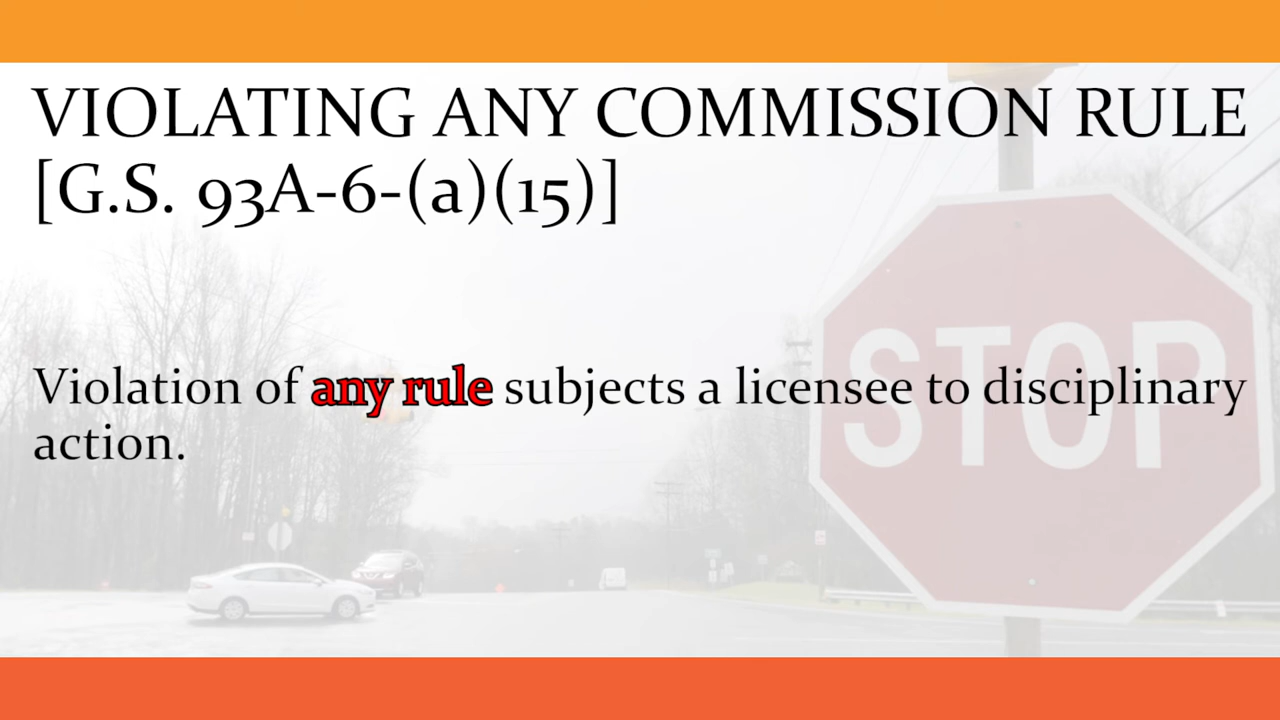 VIOLATING ANY COMMISSION RULE
[G.S. 93A-6-(a)(15)]
Violation of any rule subjects a licensee to disciplinary
action.
STOP